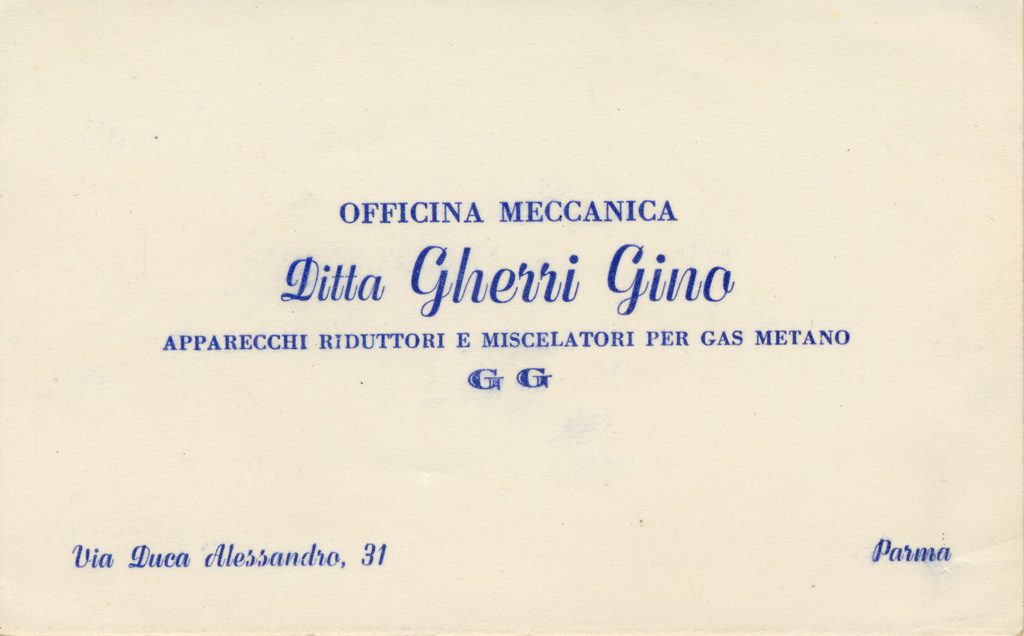 OFFICINA MECCANICA
Ditta Gherri Gino
APPARECCHI RIDUTTORI E MISCELATORI PER GAS METANO
G G
Via Duca Alessandro, 31
Parma